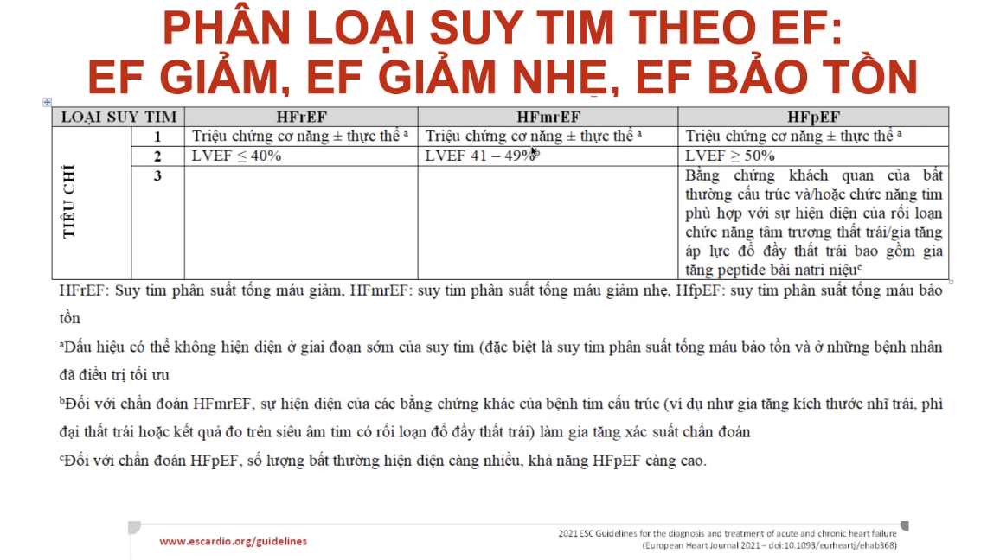 PHÂN LOẠI SUY TIM THEO EF:
EF GIẢM, EF GIẢM NHẸ, EF BẢO TỒN
LOẠI SUY TIM HFrEF HFmrEF HFpEF
TIÊU CHÍ
1 Triệu chứng cơ năng ± thực thể ᵃ Triệu chứng cơ năng ± thực thể ᵃ Triệu chứng cơ năng ± thực thể ᵃ
2 LVEF ≤ 40% LVEF 41 – 49%ᵇ LVEF ≥ 50%
3 Bằng chứng khách quan của bất
thường cấu trúc và/hoặc chức năng tim
phù hợp với sự hiện diện của rối loạn
chức năng tâm trương thất trái/gia tăng
áp lực đổ đầy thất trái bao gồm gia
tăng peptide bài natri niệuᶜ
HFrEF: Suy tim phân suất tống máu giảm, HFmrEF: suy tim phân suất tống máu giảm nhẹ, HfpEF: suy tim phân suất tống máu bảo
tồn
ᵃDấu hiệu có thể không hiện diện ở giai đoạn sớm của suy tim (đặc biệt là suy tim phân suất tống máu bảo tồn và ở những bệnh nhân
đã điều trị tối ưu
ᵇĐối với chẩn đoán HFmrEF, sự hiện diện của các bằng chứng khác của bệnh tim cấu trúc (ví dụ như gia tăng kích thước nhĩ trái, phì
đại thất trái hoặc kết quả đo trên siêu âm tim có rối loạn đổ đầy thất trái) làm gia tăng xác suất chẩn đoán
ᶜĐối với chẩn đoán HFpEF, số lượng bất thường hiện diện càng nhiều, khả năng HFpEF càng cao.
www.escardio.org/guidelines
2021 ESC Guidelines for the diagnosis and treatment of acute and chronic heart failure
(European Heart Journal 2021 – doi:10.1093/eurheartj/ehab368)